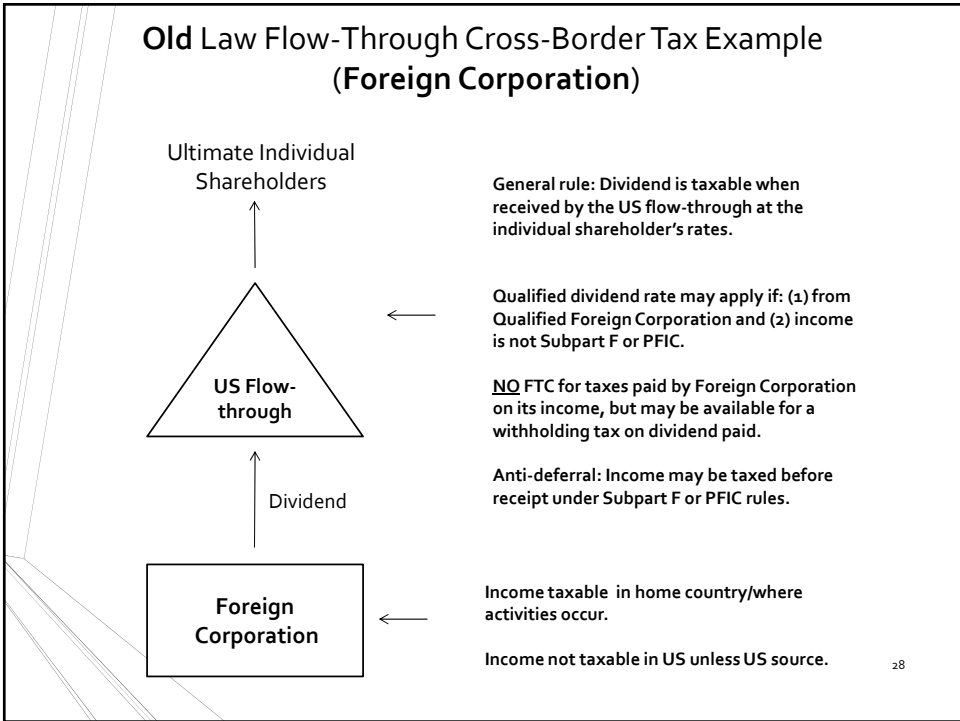 Old Law Flow-Through Cross-Border Tax Example
(Foreign Corporation)
Ultimate Individual
Shareholders
General rule: Dividend is taxable when
received by the US flow-through at the
individual shareholder's rates.
Qualified dividend rate may apply if: (1) from
Qualified Foreign Corporation and (2) income
is not Subpart F or PFIC.
US Flow-
through
NO FTC for taxes paid by Foreign Corporation
on its income, but may be available for a
withholding tax on dividend paid.
Anti-deferral: Income may be taxed before
receipt under Subpart F or PFIC rules.
Dividend
Foreign
Corporation
Income taxable in home country/where
activities occur.
Income not taxable in US unless US source.
28